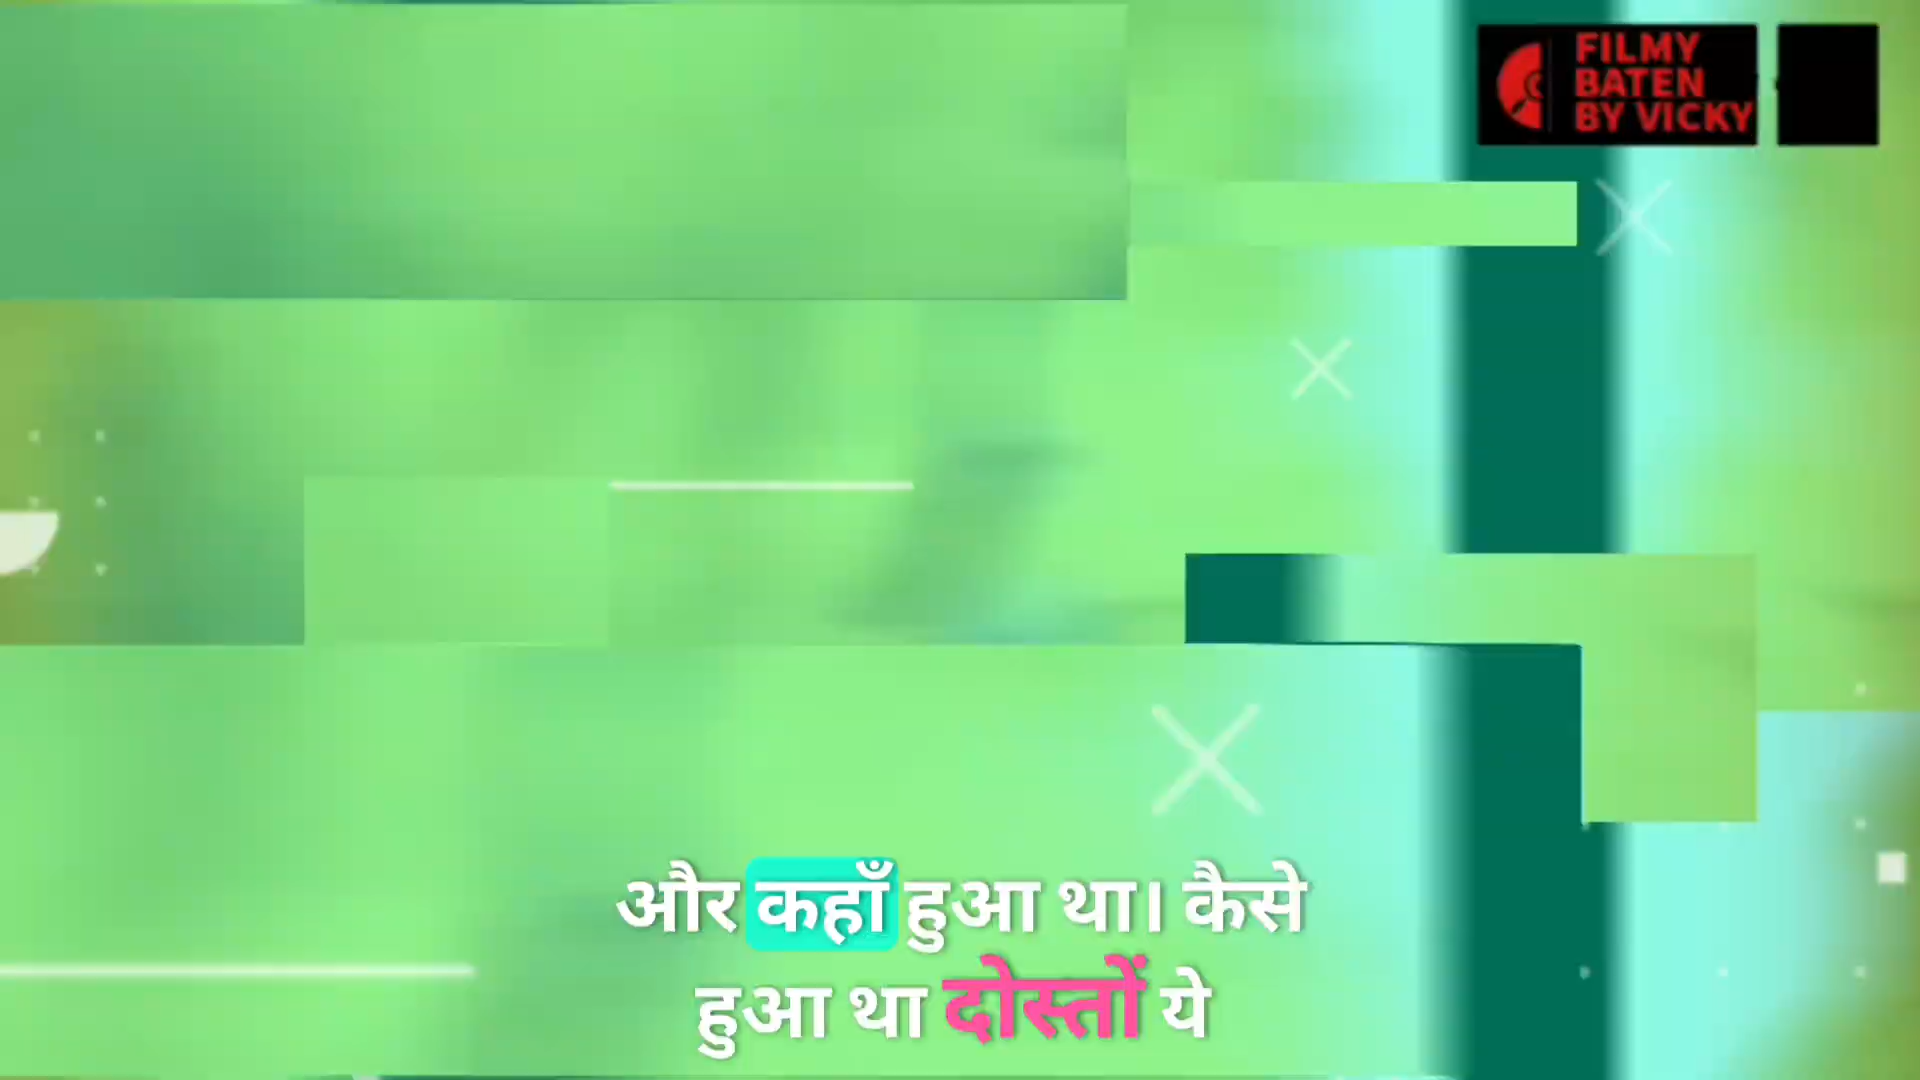 FILMY
BATEN
BY VICKY
और कहाँ हुआ था। कैसे
हुआ था दोस्तों ये